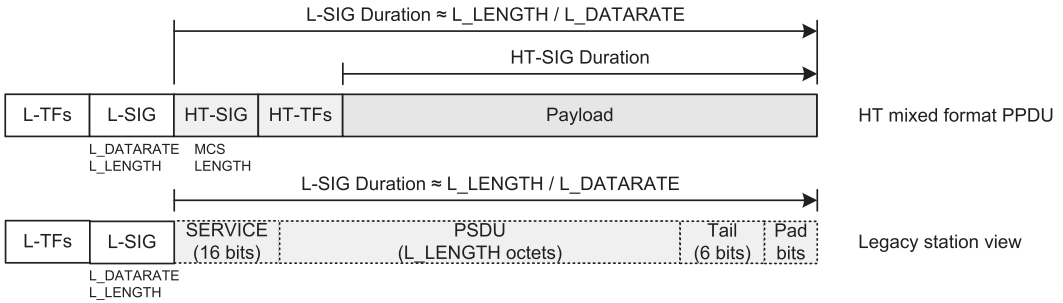 L-SIG Duration ≈ L_LENGTH / L_DATARATE
HT-SIG Duration
L-TFs L-SIG HT-SIG HT-TFs Payload HT mixed format PPDU
L_DATARATE MCS
L_LENGTH LENGTH
L-SIG Duration ≈ L_LENGTH / L_DATARATE
L-TFs L-SIG SERVICE (16 bits) PSDU (L_LENGTH octets) Tail (6 bits) Pad bits Legacy station view
L_DATARATE
L_LENGTH